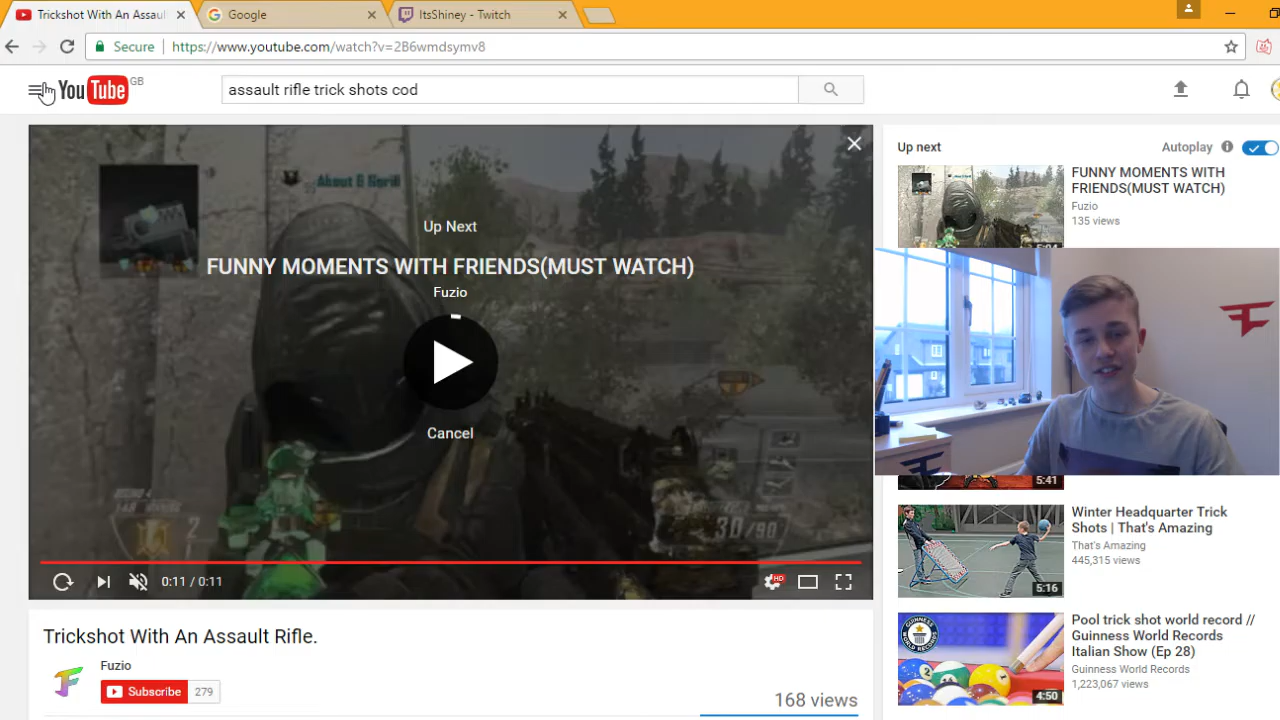 Trickshot With An Assaul
Google
ItsShiney - Twitch
Secure
https://www.youtube.com/watch?v=2B6wmdsymv8
YouTube GB
assault rifle trick shots cod
Up Next
FUNNY MOMENTS WITH FRIENDS(MUST WATCH)
Fuzio
Cancel
30/90
0:11 / 0:11
HD
Trickshot With An Assault Rifle.
Fuzio
Subscribe 279
168 views
Up next
Autoplay
FUNNY MOMENTS WITH
FRIENDS(MUST WATCH)
Fuzio
135 views
5:41
Winter Headquarter Trick
Shots | That's Amazing
That's Amazing
445,315 views
5:16
Pool trick shot world record //
Guinness World Records
Italian Show (Ep 28)
Guinness World Records
1,223,067 views
4:50